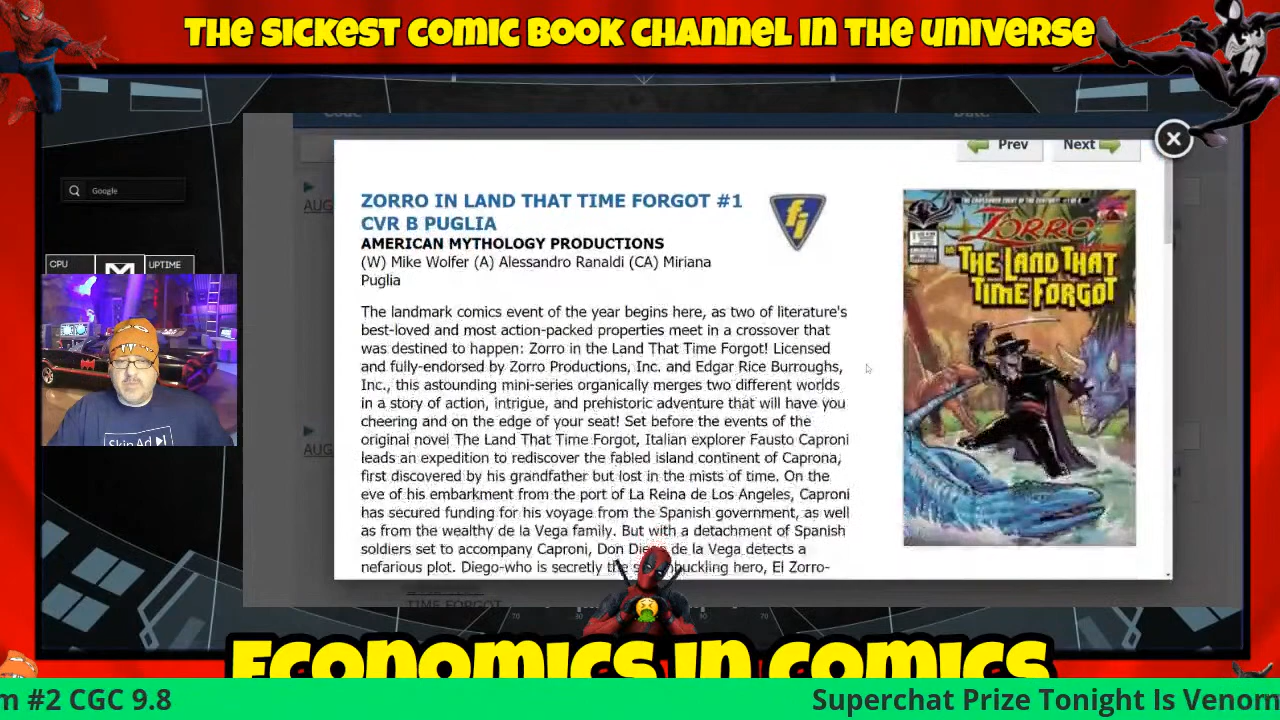 THE SICKEST COMIC BOOK CHANNEL IN THE UNIVERSE
Google
CPU
UPTIME
AUG
AUG
Prev
Next
ZORRO IN LAND THAT TIME FORGOT #1
CVR B PUGLIA
AMERICAN MYTHOLOGY PRODUCTIONS
(W) Mike Wolfer (A) Alessandro Ranaldi (CA) Miriana
Puglia
The landmark comics event of the year begins here, as two of literature's
best-loved and most action-packed properties meet in a crossover that
was destined to happen: Zorro in the Land That Time Forgot! Licensed
and fully-endorsed by Zorro Productions, Inc. and Edgar Rice Burroughs,
Inc., this astounding mini-series organically merges two different worlds
in a story of action, intrigue, and prehistoric adventure that will have you
cheering and on the edge of your seat! Set before the events of the
original novel The Land That Time Forgot, Italian explorer Fausto Caproni
leads an expedition to rediscover the fabled island continent of Caprona,
first discovered by his grandfather but lost in the mists of time. On the
eve of his embarkment from the port of La Reina de Los Angeles, Caproni
has secured funding for his voyage from the Spanish government, as well
as from the wealthy de la Vega family. But with a detachment of Spanish
soldiers set to accompany Caproni, Don Diego de la Vega detects a
nefarious plot. Diego-who is secretly the swashbuckling hero, El Zorro-
fi
ZORRO
IN
THE LAND THAT
TIME FORGOT
Skip Ad
TIME FORGOT
ECONOMICS IN COMICS
m #2 CGC 9.8
Superchat Prize Tonight Is Venom